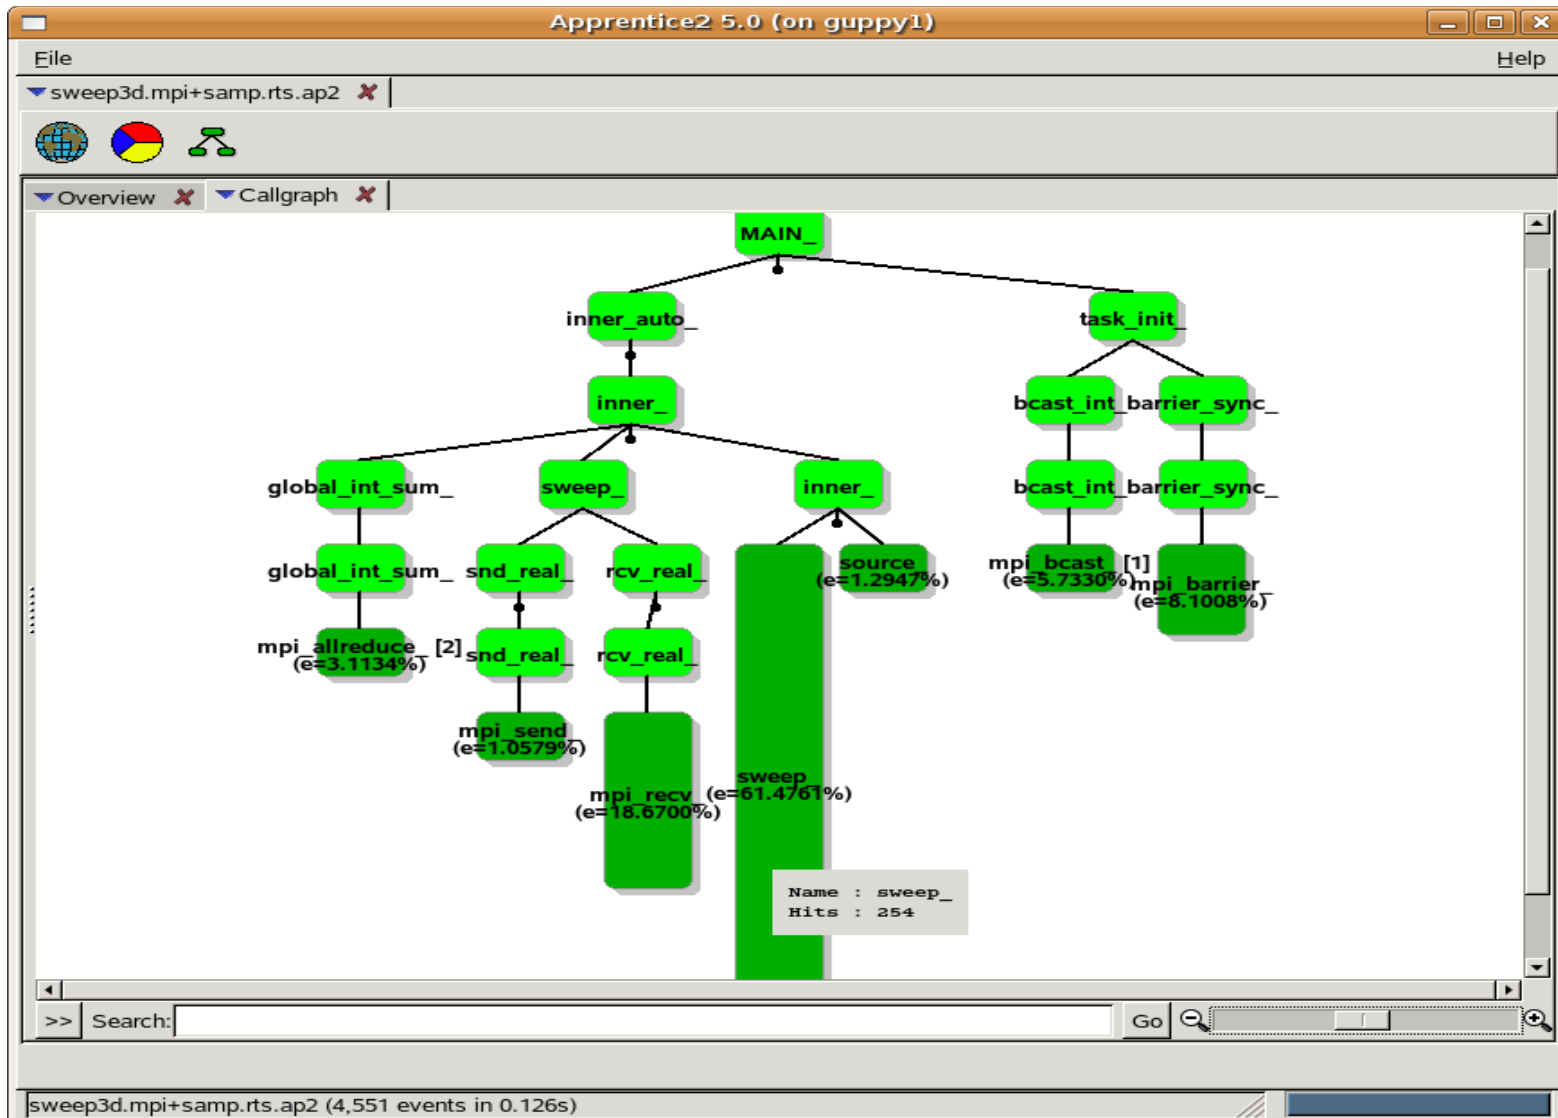 Apprentice2 5.0 (on guppy1)
File Help
sweep3d.mpi+samp.rts.ap2
Overview Callgraph
MAIN_
inner_auto_ task_init_
inner_ bcast_int_ barrier_sync_
global_int_sum_ sweep_ inner_ bcast_int_ barrier_sync_
global_int_sum_ snd_real_ rcv_real_ source_ mpi_bcast_ [1]
(e=1.2947%) (e=5.7330%) mpi_barrier_
(e=8.1008%)
mpi_allreduce_ [2] snd_real_ rcv_real_
(e=3.1134%)
mpi_send_
(e=1.0579%)
sweep_
mpi_recv_ (e=61.4761%)
(e=18.6700%)
Name : sweep_
Hits : 254
>> Search: Go
sweep3d.mpi+samp.rts.ap2 (4,551 events in 0.126s)